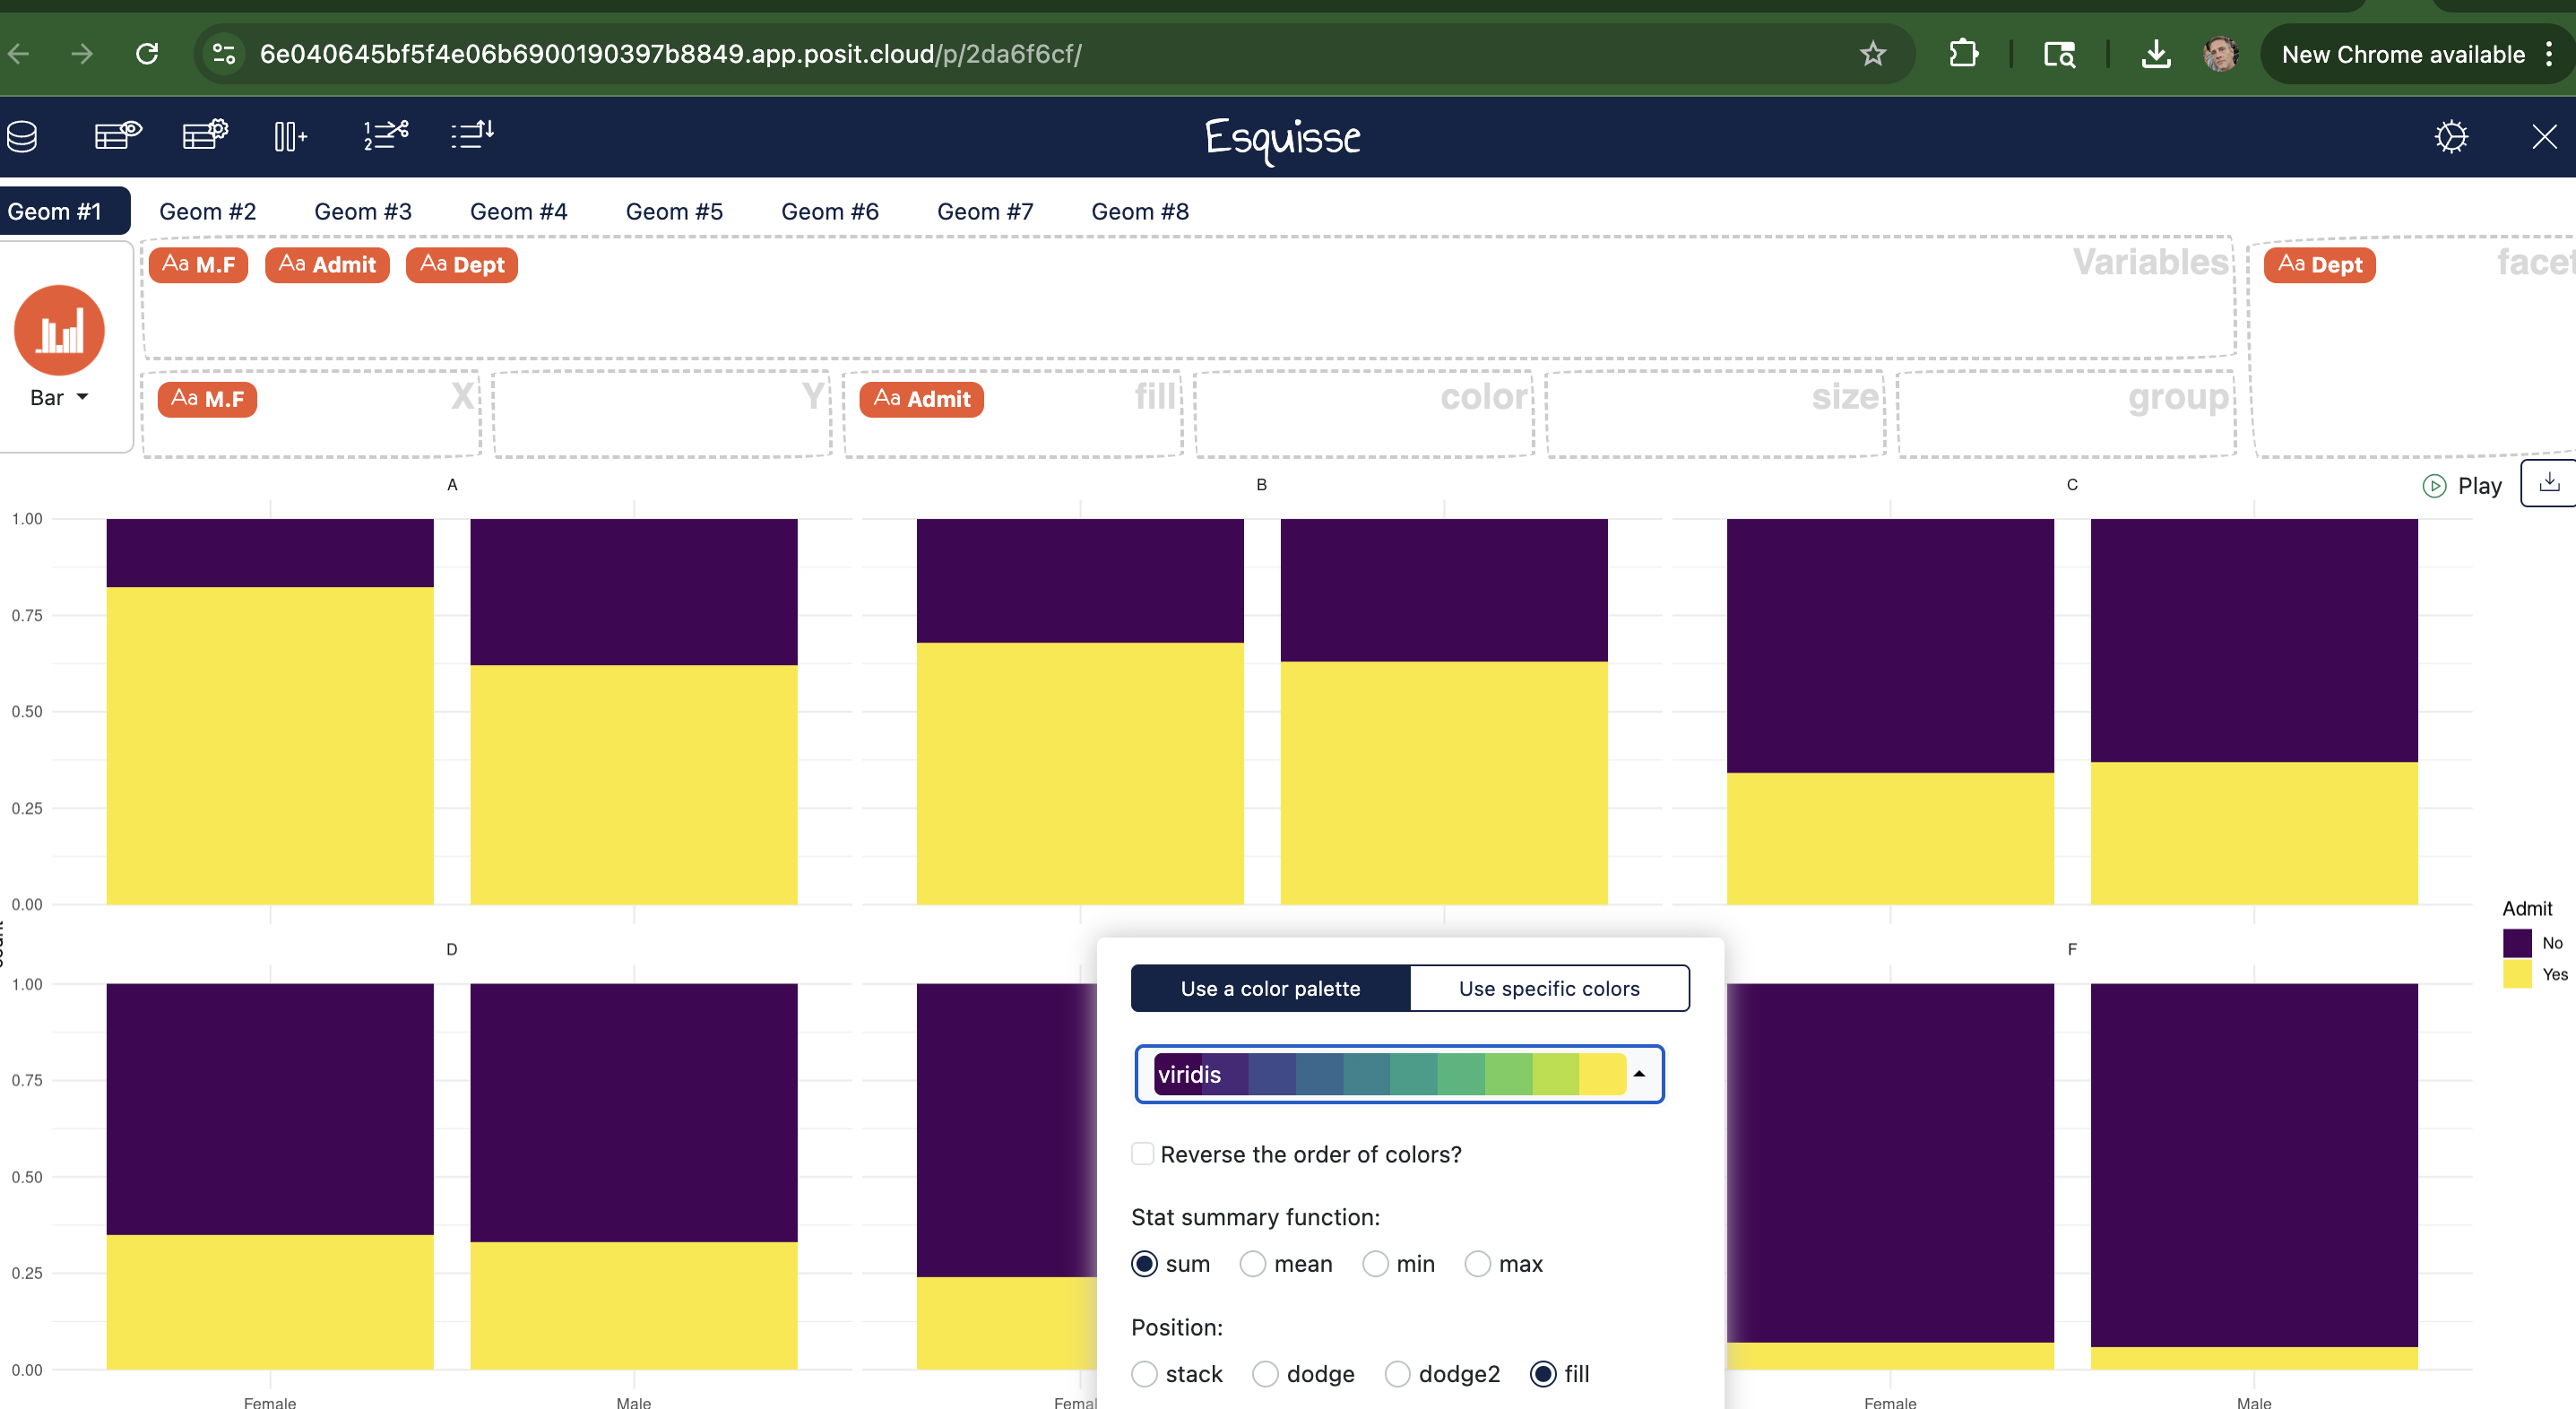 6e040645bf5f4e06b6900190397b8849.app.posit.cloud/p/2da6f6cf/
New Chrome available
Esquisse
Geom #1
Geom #2
Geom #3
Geom #4
Geom #5
Geom #6
Geom #7
Geom #8
Bar
Aa M.F
Aa Admit
Aa Dept
Variables
Aa Dept
facet
Aa M.F
X
Y
Aa Admit
fill
color
size
group
Play
A
B
C
1.00
0.75
0.50
0.25
0.00
D
F
1.00
0.75
0.50
0.25
0.00
Female
Male
Femal
Female
Male
Admit
No
Yes
Use a color palette
Use specific colors
viridis
Reverse the order of colors?
Stat summary function:
sum
mean
min
max
Position:
stack
dodge
dodge2
fill